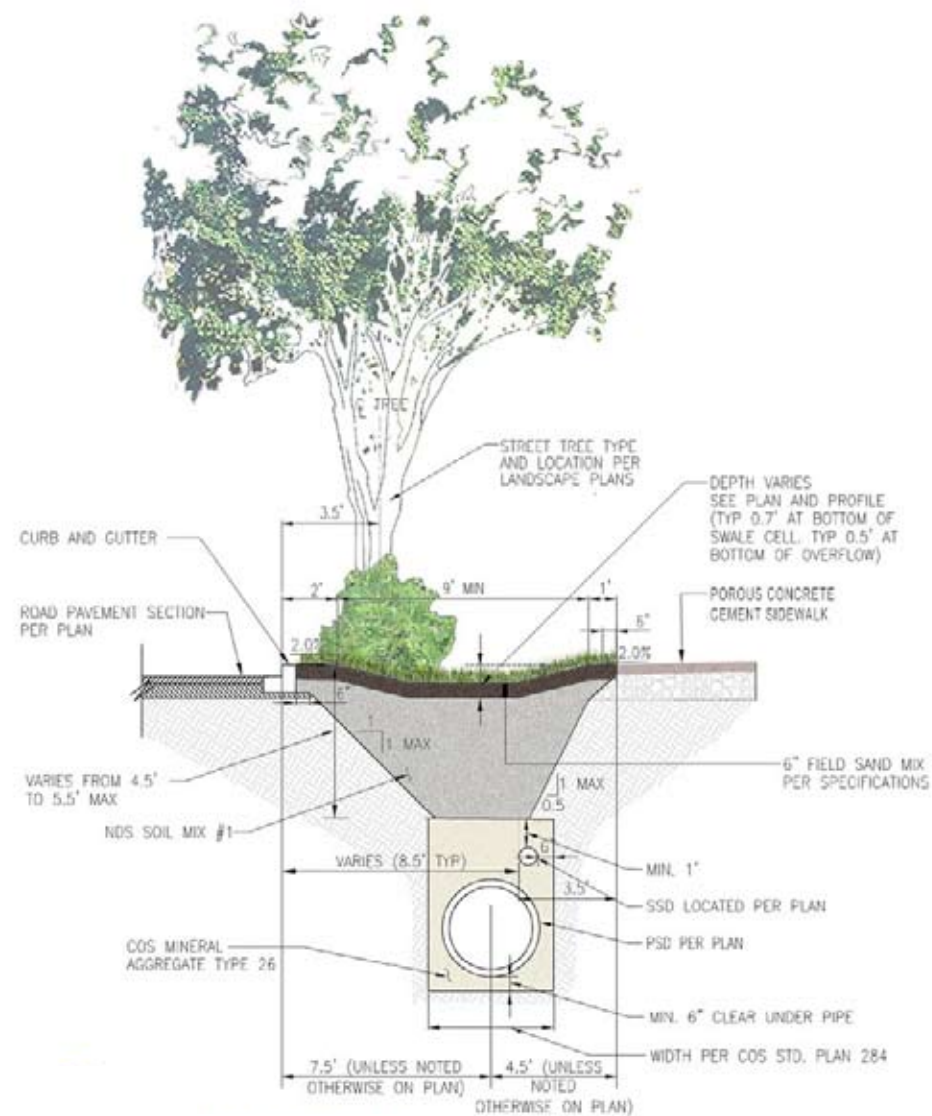 ℄ TREE
STREET TREE TYPE
AND LOCATION PER
LANDSCAPE PLANS
DEPTH VARIES
SEE PLAN AND PROFILE
(TYP 0.7' AT BOTTOM OF
SWALE CELL. TYP 0.5' AT
BOTTOM OF OVERFLOW)
3.5'
CURB AND GUTTER
2'
9' MIN
1'
POROUS CONCRETE
CEMENT SIDEWALK
ROAD PAVEMENT SECTION
PER PLAN
6"
2.0%
2.0%
6"
1
1 MAX
VARIES FROM 4.5'
TO 5.5' MAX
6" FIELD SAND MIX
PER SPECIFICATIONS
1 MAX
0.5
NDS SOIL MIX #1
VARIES (8.5' TYP)
6"
MIN. 1'
3.5'
SSD LOCATED PER PLAN
PSD PER PLAN
COS MINERAL
AGGREGATE TYPE 26
MIN. 6" CLEAR UNDER PIPE
WIDTH PER COS STD. PLAN 284
7.5' (UNLESS NOTED
OTHERWISE ON PLAN)
4.5' (UNLESS
NOTED
OTHERWISE ON PLAN)